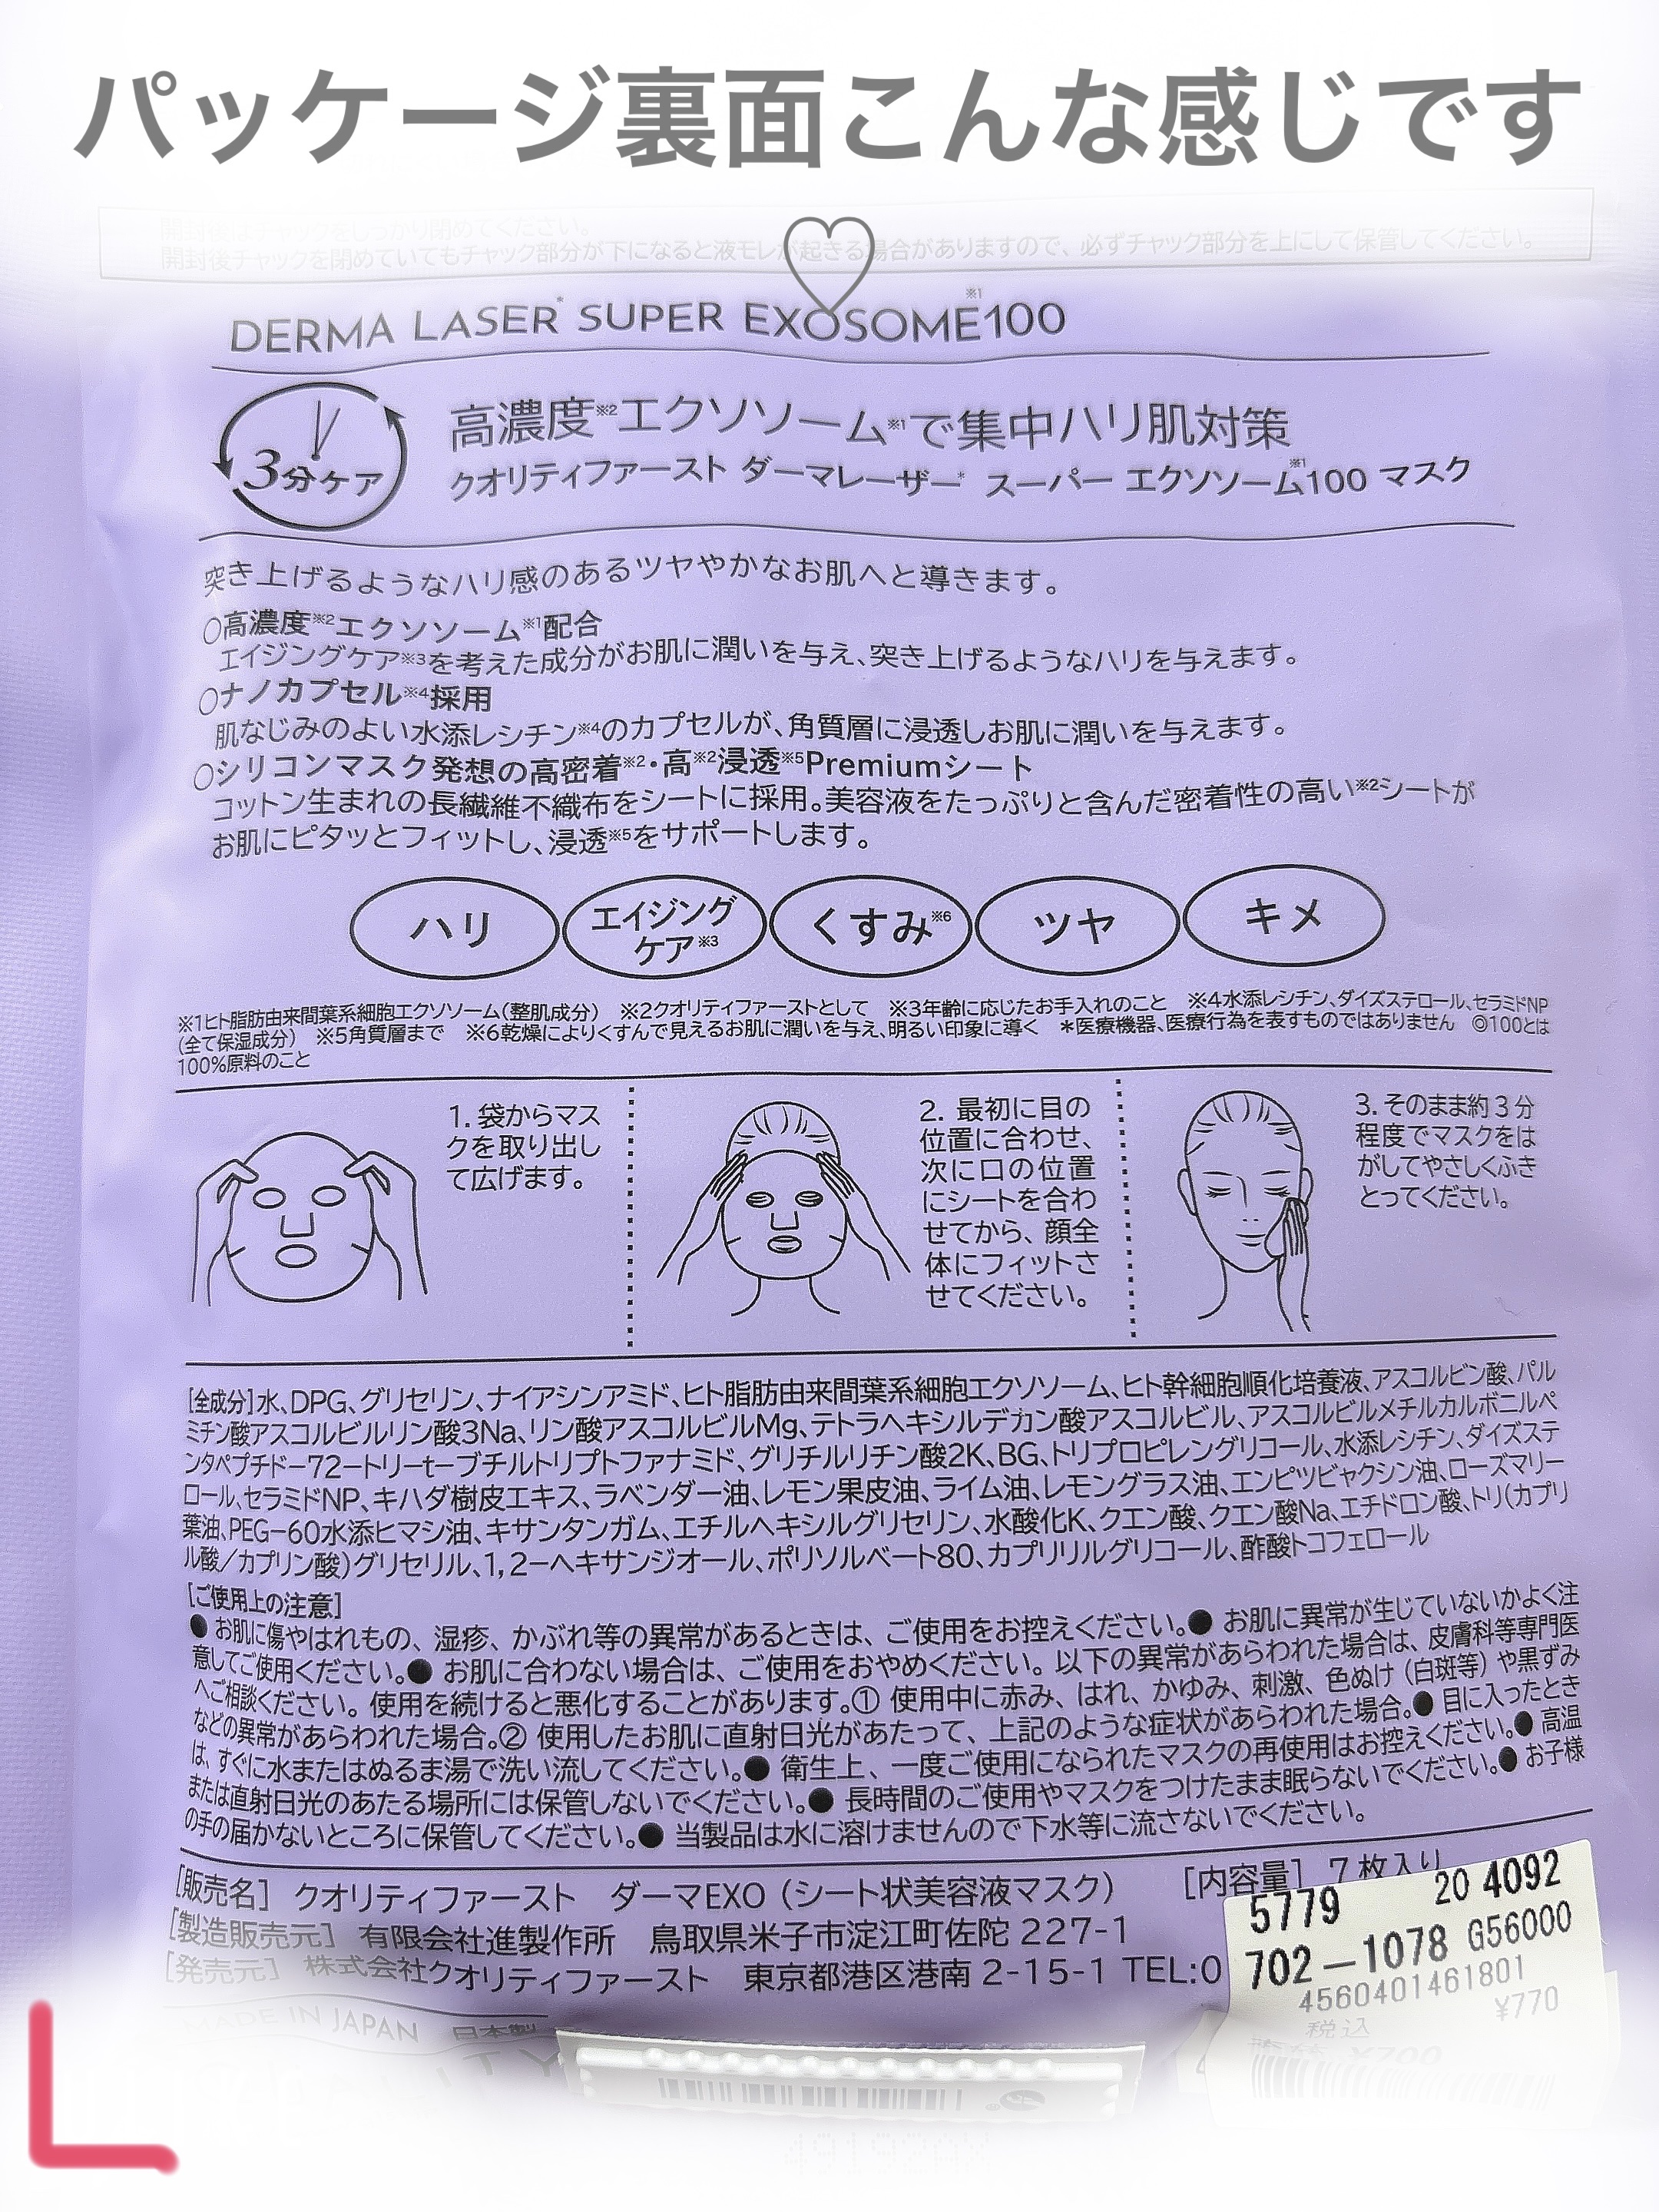 パッケージ裏面こんな感じです
開封後はチャックをしっかり閉めてください。
開封後チャックを閉めていてもチャック部分が下になると液モレが起きる場合がありますので、必ずチャック部分を上にして保管してください。
DERMA LASER* SUPER EXOSOME※1100
3分ケア
高濃度※2エクソソーム※1で集中ハリ肌対策
クオリティファースト ダーマレーザー* スーパー エクソソーム※1100 マスク
突き上げるようなハリ感のあるツヤやかなお肌へと導きます。
○高濃度※2エクソソーム※1配合
エイジングケア※3を考えた成分がお肌に潤いを与え、突き上げるようなハリを与えます。
○ナノカプセル※4採用
肌なじみのよい水添レシチン※4のカプセルが、角質層に浸透しお肌に潤いを与えます。
○シリコンマスク発想の高密着※2・高※2浸透※5Premiumシート
コットン生まれの長繊維不織布をシートに採用。美容液をたっぷりと含んだ密着性の高い※2シートが
お肌にピタッとフィットし、浸透※5をサポートします。
ハリ
エイジング
ケア※3
くすみ※6
ツヤ
キメ
※1ヒト脂肪由来間葉系細胞エクソソーム(整肌成分) ※2クオリティファーストとして ※3年齢に応じたお手入れのこと ※4水添レシチン、ダイズステロール、セラミドNP
(全て保湿成分) ※5角質層まで ※6乾燥によりくすんで見えるお肌に潤いを与え、明るい印象に導く *医療機器、医療行為を表すものではありません ◎100とは
100%原料のこと
1. 袋からマス
クを取り出し
て広げます。
2. 最初に目の
位置に合わせ、
次に口の位置
にシートを合わ
せてから、顔全
体にフィットさ
せてください。
3. そのまま約3分
程度でマスクをは
がしてやさしくふき
とってください。
[全成分]水、DPG、グリセリン、ナイアシンアミド、ヒト脂肪由来間葉系細胞エクソソーム、ヒト幹細胞順化培養液、アスコルビン酸、パル
ミチン酸アスコルビルリン酸3Na、リン酸アスコルビルMg、テトラヘキシルデカン酸アスコルビル、アスコルビルメチルカルボニルペ
ンタペプチド-72-トリ-t-ブチルトリプトファナミド、グリチルリチン酸2K、BG、トリプロピレングリコール、水添レシチン、ダイズステ
ロール、セラミドNP、キハダ樹皮エキス、ラベンダー油、レモン果皮油、ライム油、レモングラス油、エンピツビャクシン油、ローズマリー
葉油、PEG-60水添ヒマシ油、キサンタンガム、エチルヘキシルグリセリン、水酸化K、クエン酸、クエン酸Na、エチドロン酸、トリ(カプリ
ル酸/カプリン酸)グリセリル、1,2-ヘキサンジオール、ポリソルベート80、カプリリルグリコール、酢酸トコフェロール
[ご使用上の注意]
● お肌に傷やはれもの、湿疹、かぶれ等の異常があるときは、ご使用をお控えください。● お肌に異常が生じていないかよく注
意してご使用ください。● お肌に合わない場合は、ご使用をおやめください。以下の異常があらわれた場合は、皮膚科等専門医
へご相談ください。使用を続けると悪化することがあります。① 使用中に赤み、はれ、かゆみ、刺激、色ぬけ(白斑等)や黒ずみ
などの異常があらわれた場合。② 使用したお肌に直射日光があたって、上記のような症状があらわれた場合。● 目に入ったとき
は、すぐに水またはぬるま湯で洗い流してください。● 衛生上、一度ご使用になられたマスクの再使用はお控えください。● 高温
または直射日光のあたる場所には保管しないでください。● 長時間のご使用やマスクをつけたまま眠らないでください。● お子様
の手の届かないところに保管してください。● 当製品は水に溶けませんので下水等に流さないでください。
[販売名] クオリティファースト ダーマEXO(シート状美容液マスク) [内容量] 7枚入り
[製造販売元] 有限会社進製作所 鳥取県米子市淀江町佐陀 227-1
[発売元] 株式会社クオリティファースト 東京都港区港南 2-15-1 TEL:0
MADE IN JAPAN 日本製
5779 20 4092
702-1078 G56000
4560401461801
¥770
税込